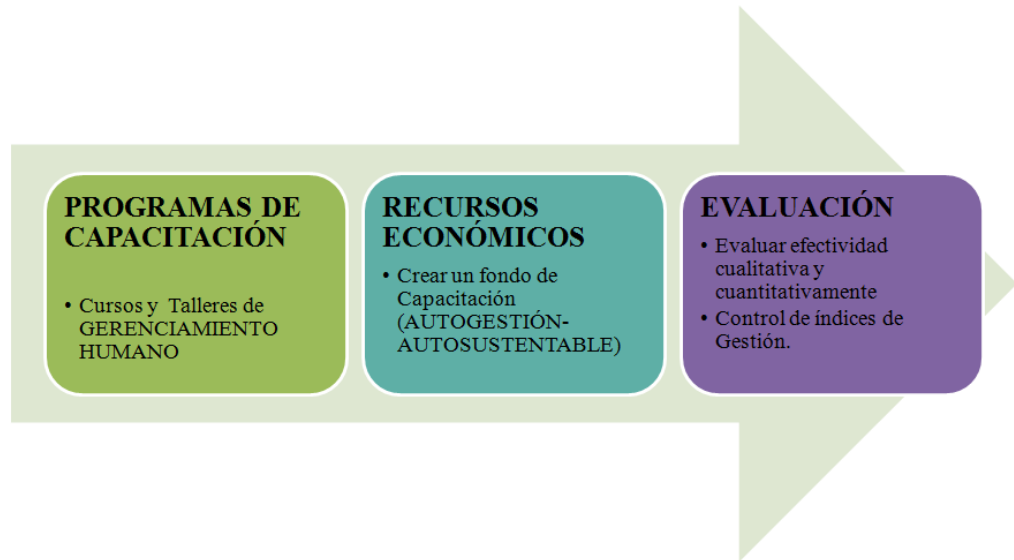 PROGRAMAS DE
CAPACITACIÓN
• Cursos y Talleres de
GERENCIAMIENTO
HUMANO
RECURSOS
ECONÓMICOS
• Crear un fondo de
Capacitación
(AUTOGESTIÓN-
AUTOSUSTENTABLE)
EVALUACIÓN
• Evaluar efectividad
cualitativa y
cuantitativamente
• Control de índices de
Gestión.